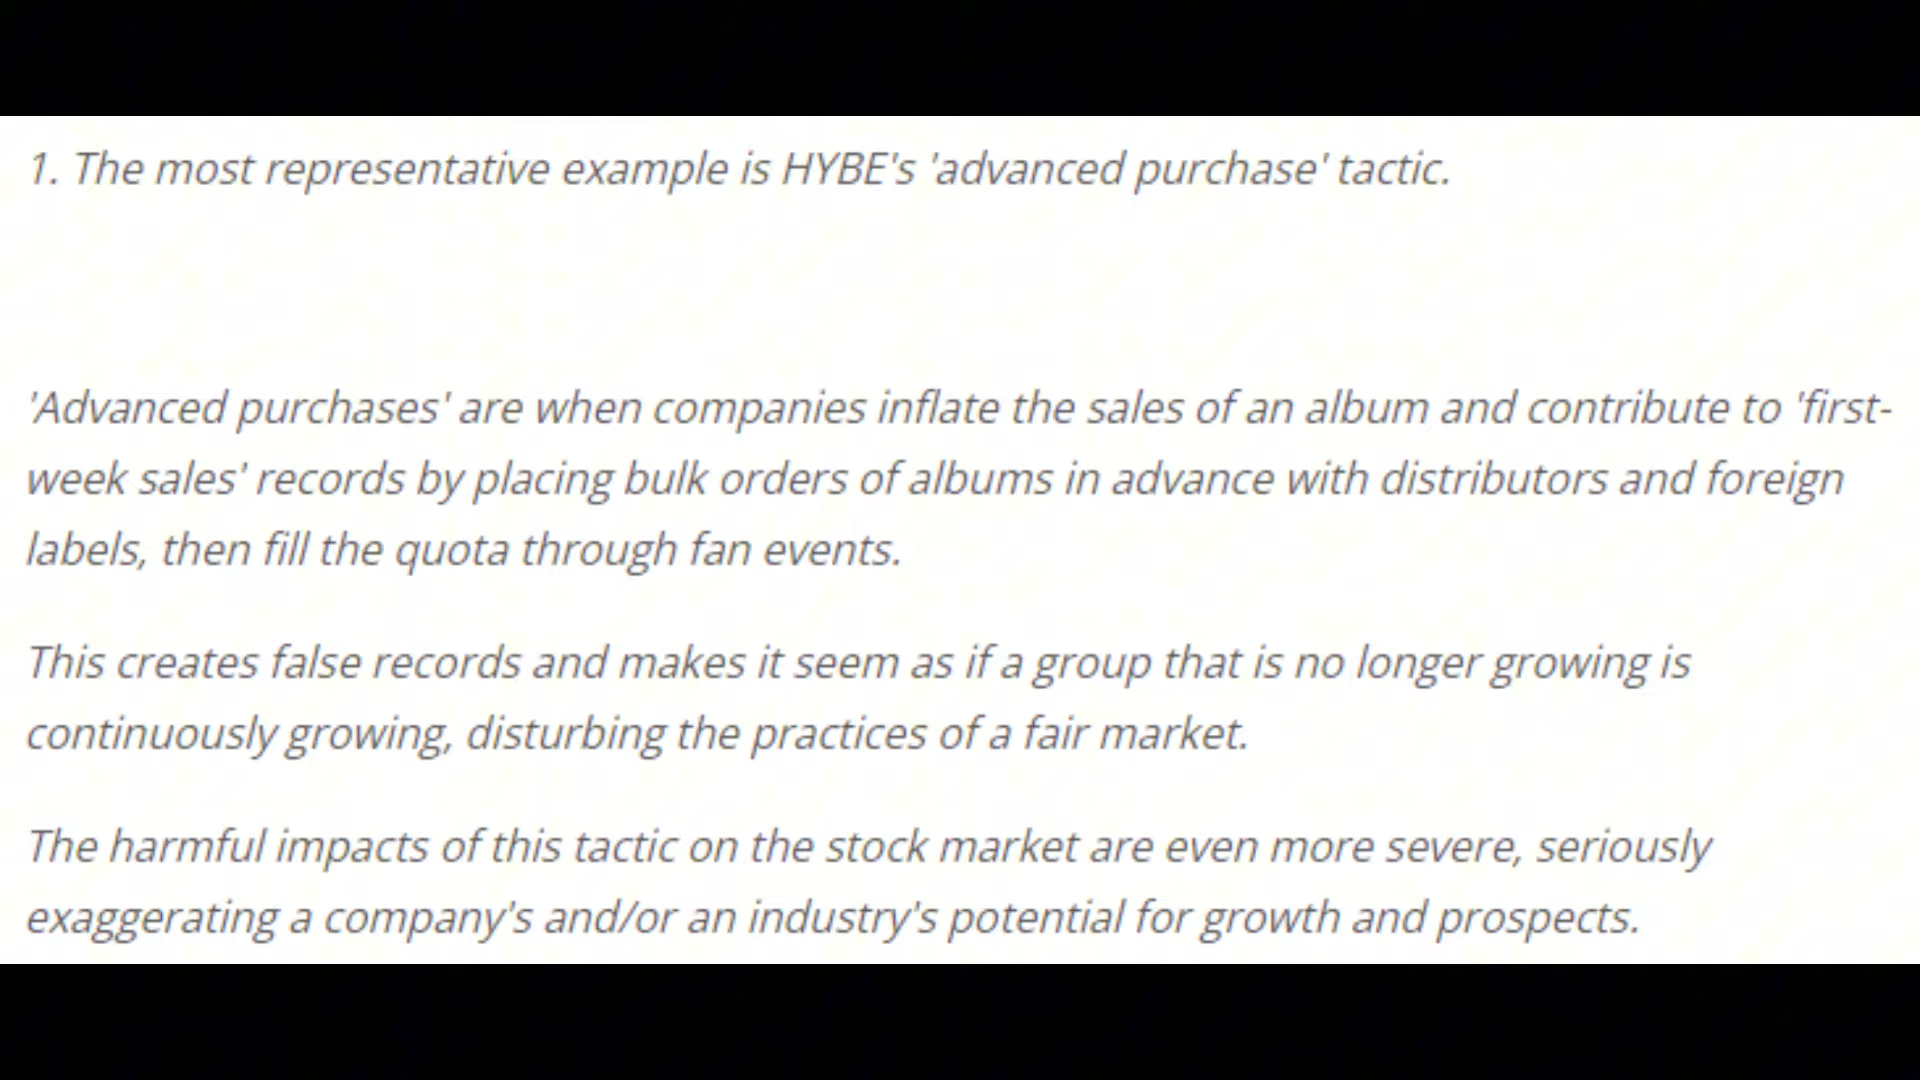 1. The most representative example is HYBE's 'advanced purchase' tactic.
'Advanced purchases' are when companies inflate the sales of an album and contribute to 'first-
week sales' records by placing bulk orders of albums in advance with distributors and foreign
labels, then fill the quota through fan events.
This creates false records and makes it seem as if a group that is no longer growing is
continuously growing, disturbing the practices of a fair market.
The harmful impacts of this tactic on the stock market are even more severe, seriously
exaggerating a company's and/or an industry's potential for growth and prospects.